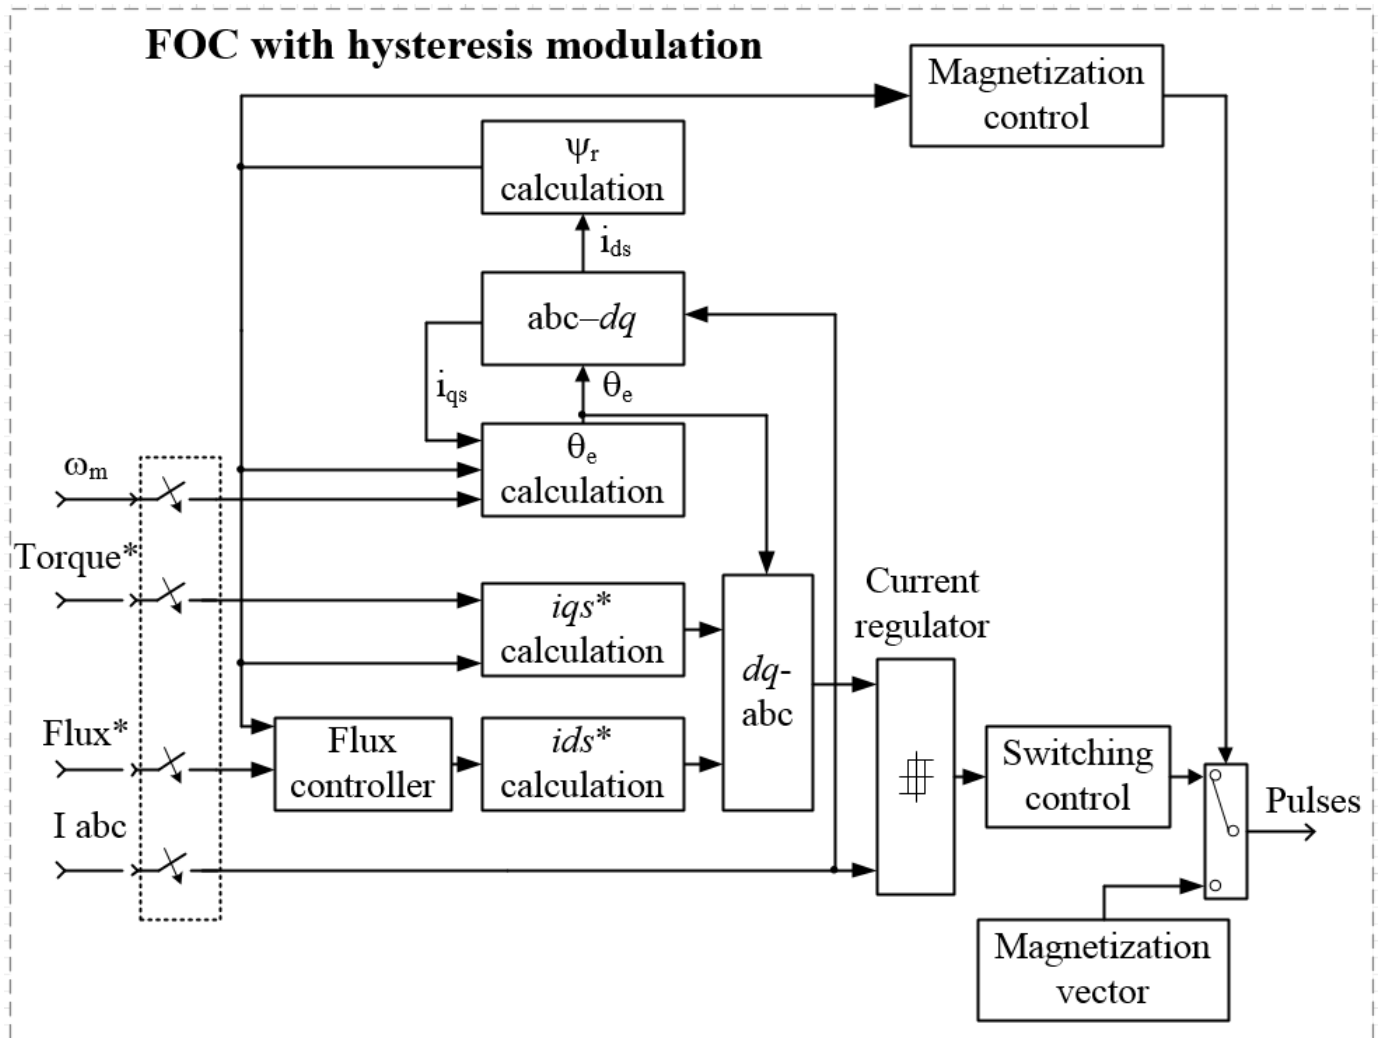 FOC with hysteresis modulation
Magnetization
control
ψr
calculation
ids
abc–dq
iqs
θe
θe
calculation
ωm
Torque*
iqs*
calculation
Current
regulator
dq-
abc
Flux*
Flux
controller
ids*
calculation
Switching
control
Pulses
I abc
Magnetization
vector